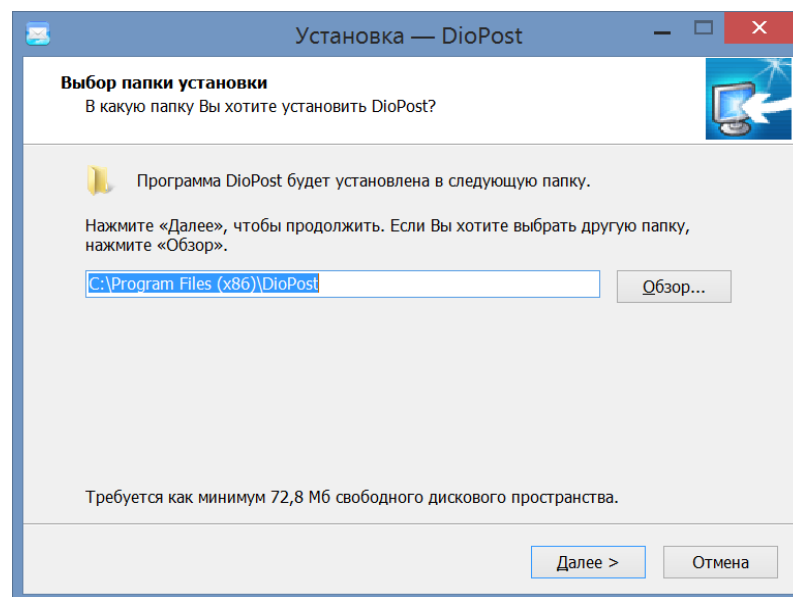 Установка — DioPost
Выбор папки установки
В какую папку Вы хотите установить DioPost?
Программа DioPost будет установлена в следующую папку.
Нажмите «Далее», чтобы продолжить. Если Вы хотите выбрать другую папку,
нажмите «Обзор».
C:\Program Files (x86)\DioPost
Обзор...
Требуется как минимум 72,8 Мб свободного дискового пространства.
Далее >
Отмена